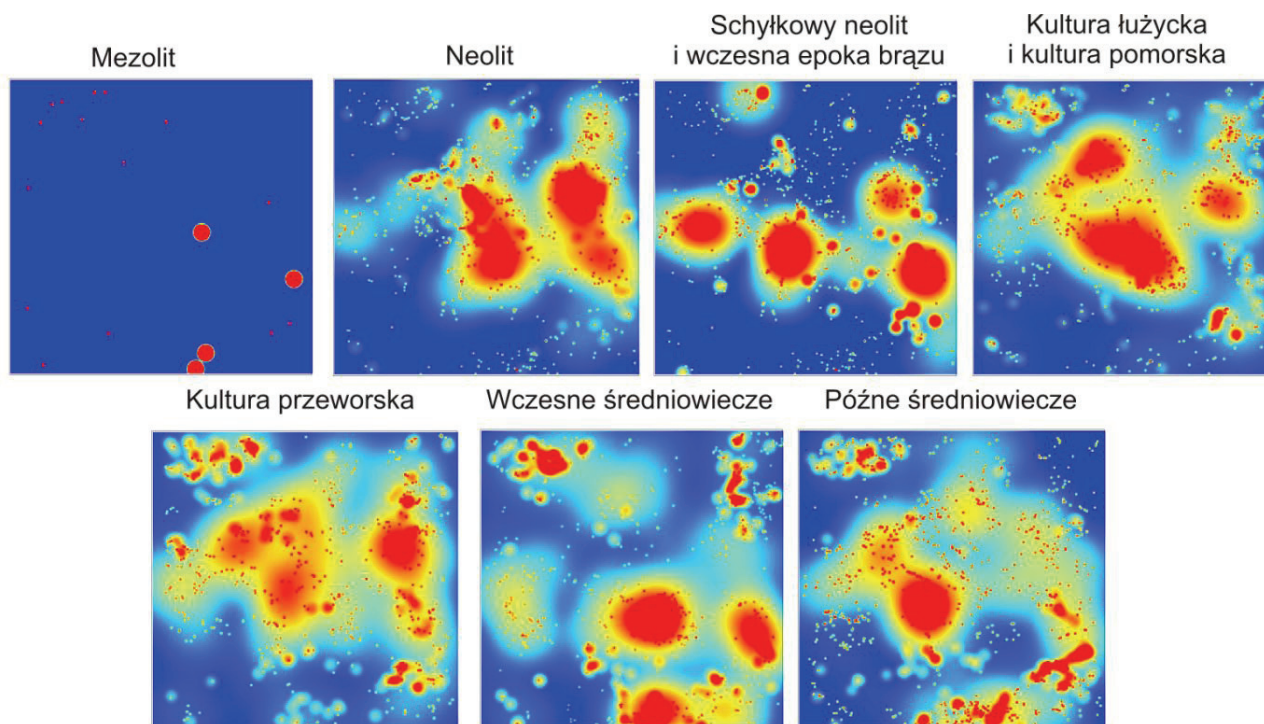 Mezolit
Neolit
Schyłkowy neolit
i wczesna epoka brązu
Kultura łużycka
i kultura pomorska
Kultura przeworska
Wczesne średniowiecze
Późne średniowiecze